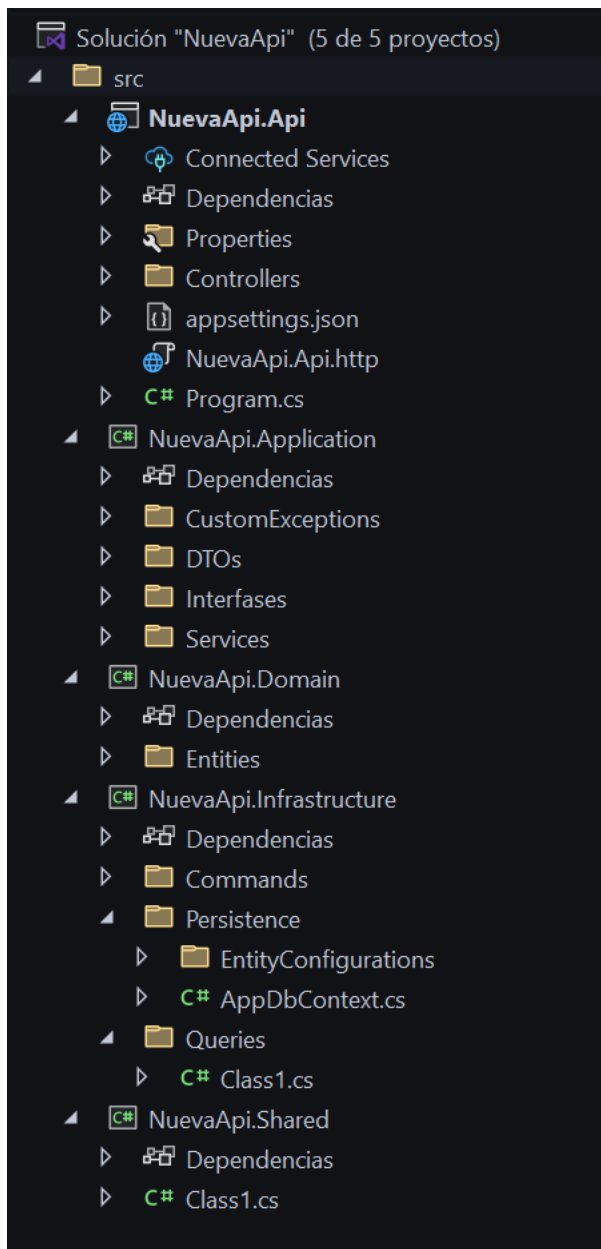 Solución "NuevaApi" (5 de 5 proyectos)
src
NuevaApi.Api
Connected Services
Dependencias
Properties
Controllers
appsettings.json
NuevaApi.Api.http
C# Program.cs
C# NuevaApi.Application
Dependencias
CustomExceptions
DTOs
Interfases
Services
C# NuevaApi.Domain
Dependencias
Entities
C# NuevaApi.Infrastructure
Dependencias
Commands
Persistence
EntityConfigurations
C# AppDbContext.cs
Queries
C# Class1.cs
C# NuevaApi.Shared
Dependencias
C# Class1.cs